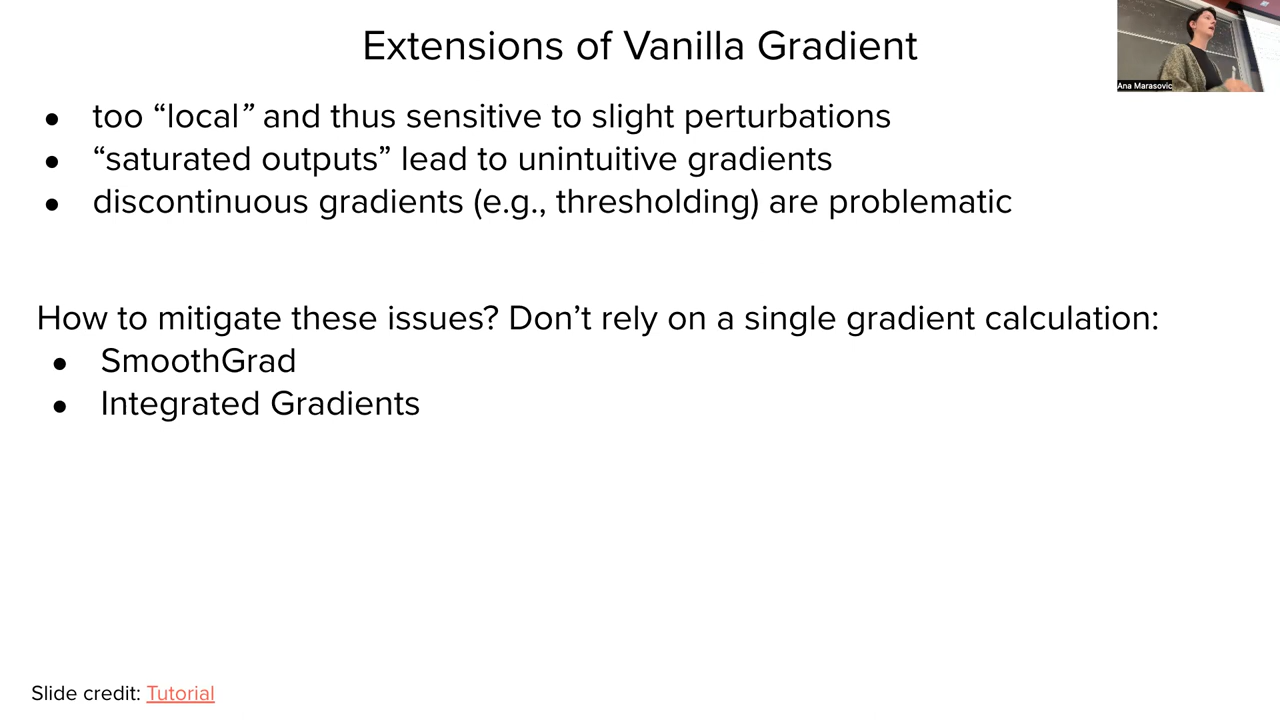 Extensions of Vanilla Gradient
Ana Marasovic
● too “local” and thus sensitive to slight perturbations
● “saturated outputs” lead to unintuitive gradients
● discontinuous gradients (e.g., thresholding) are problematic
How to mitigate these issues? Don’t rely on a single gradient calculation:
● SmoothGrad
● Integrated Gradients
Slide credit: Tutorial